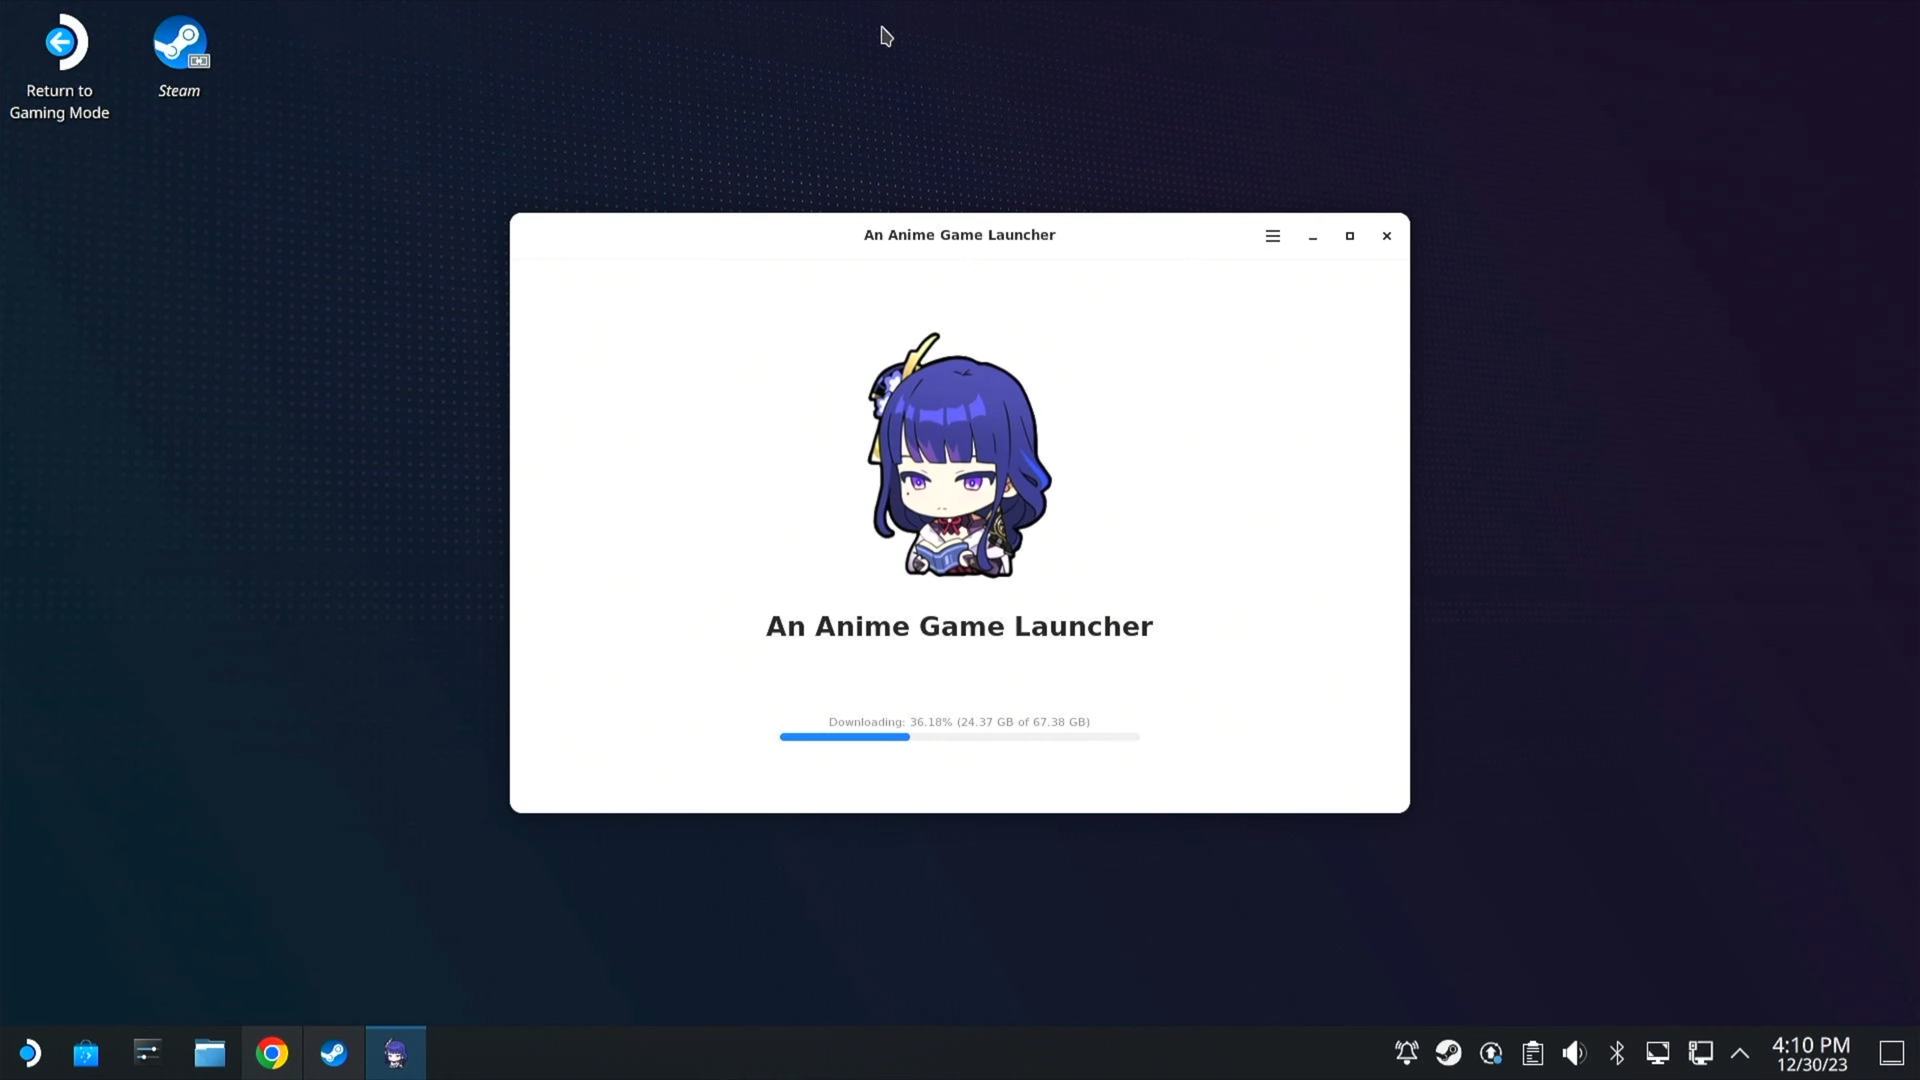 Return to
Gaming Mode
Steam
An Anime Game Launcher
An Anime Game Launcher
Downloading: 36.18% (24.37 GB of 67.38 GB)
4:10 PM
12/30/23